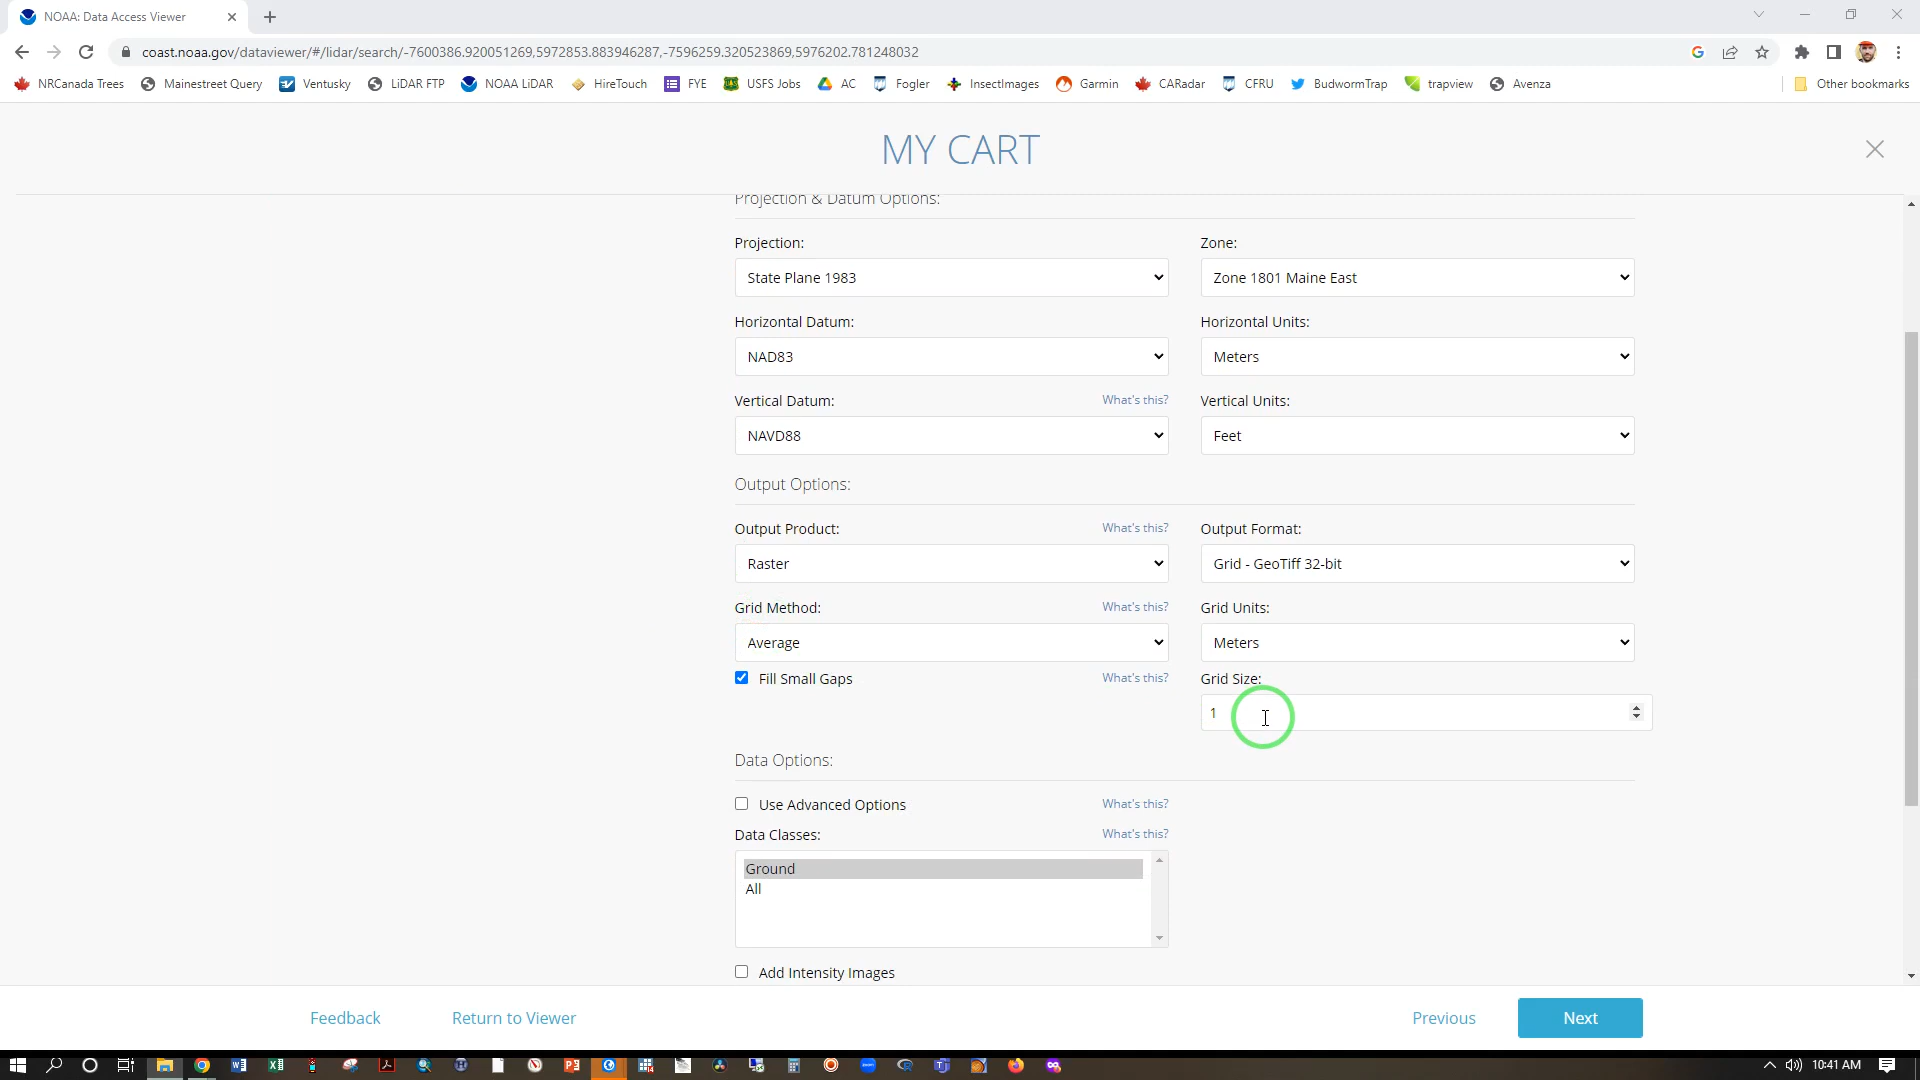 NOAA: Data Access Viewer
coast.noaa.gov/dataviewer/#/lidar/search/-7600386.920051269,5972853.883946287,-7596259.320523869,5976202.781248032
NRCanada Trees Mainestreet Query Ventusky LiDAR FTP NOAA LiDAR HireTouch FYE USFS Jobs AC Fogler InsectImages Garmin CARadar CFRU BudwormTrap trapview Avenza Other bookmarks
MY CART
Projection & Datum Options:
Projection: Zone:
State Plane 1983 Zone 1801 Maine East
Horizontal Datum: Horizontal Units:
NAD83 Meters
Vertical Datum: What's this? Vertical Units:
NAVD88 Feet
Output Options:
Output Product: What's this? Output Format:
Raster Grid - GeoTiff 32-bit
Grid Method: What's this? Grid Units:
Average Meters
Fill Small Gaps What's this? Grid Size:
1
Data Options:
Use Advanced Options What's this?
Data Classes: What's this?
Ground
All
Add Intensity Images
Feedback Return to Viewer Previous Next
10:41 AM